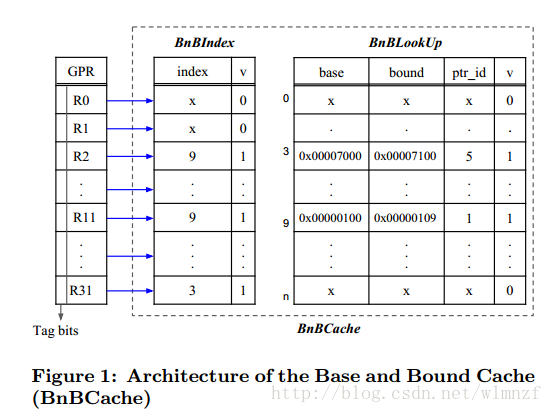 BnBIndex BnBLookUp
GPR index v base bound ptr_id v
R0 x 0 0 x x x 0
R1 x 0 . . . .
R2 9 1 3 0x00007000 0x00007100 5 1
: : : : : :
R11 9 1 9 0x00000100 0x00000109 1 1
: : : : : :
R31 3 1 n x x x 0
Tag bits
BnBCache
Figure 1: Architecture of the Base and Bound Cache
(BnBCache)
http://blog.csdn.net/wlmnzf